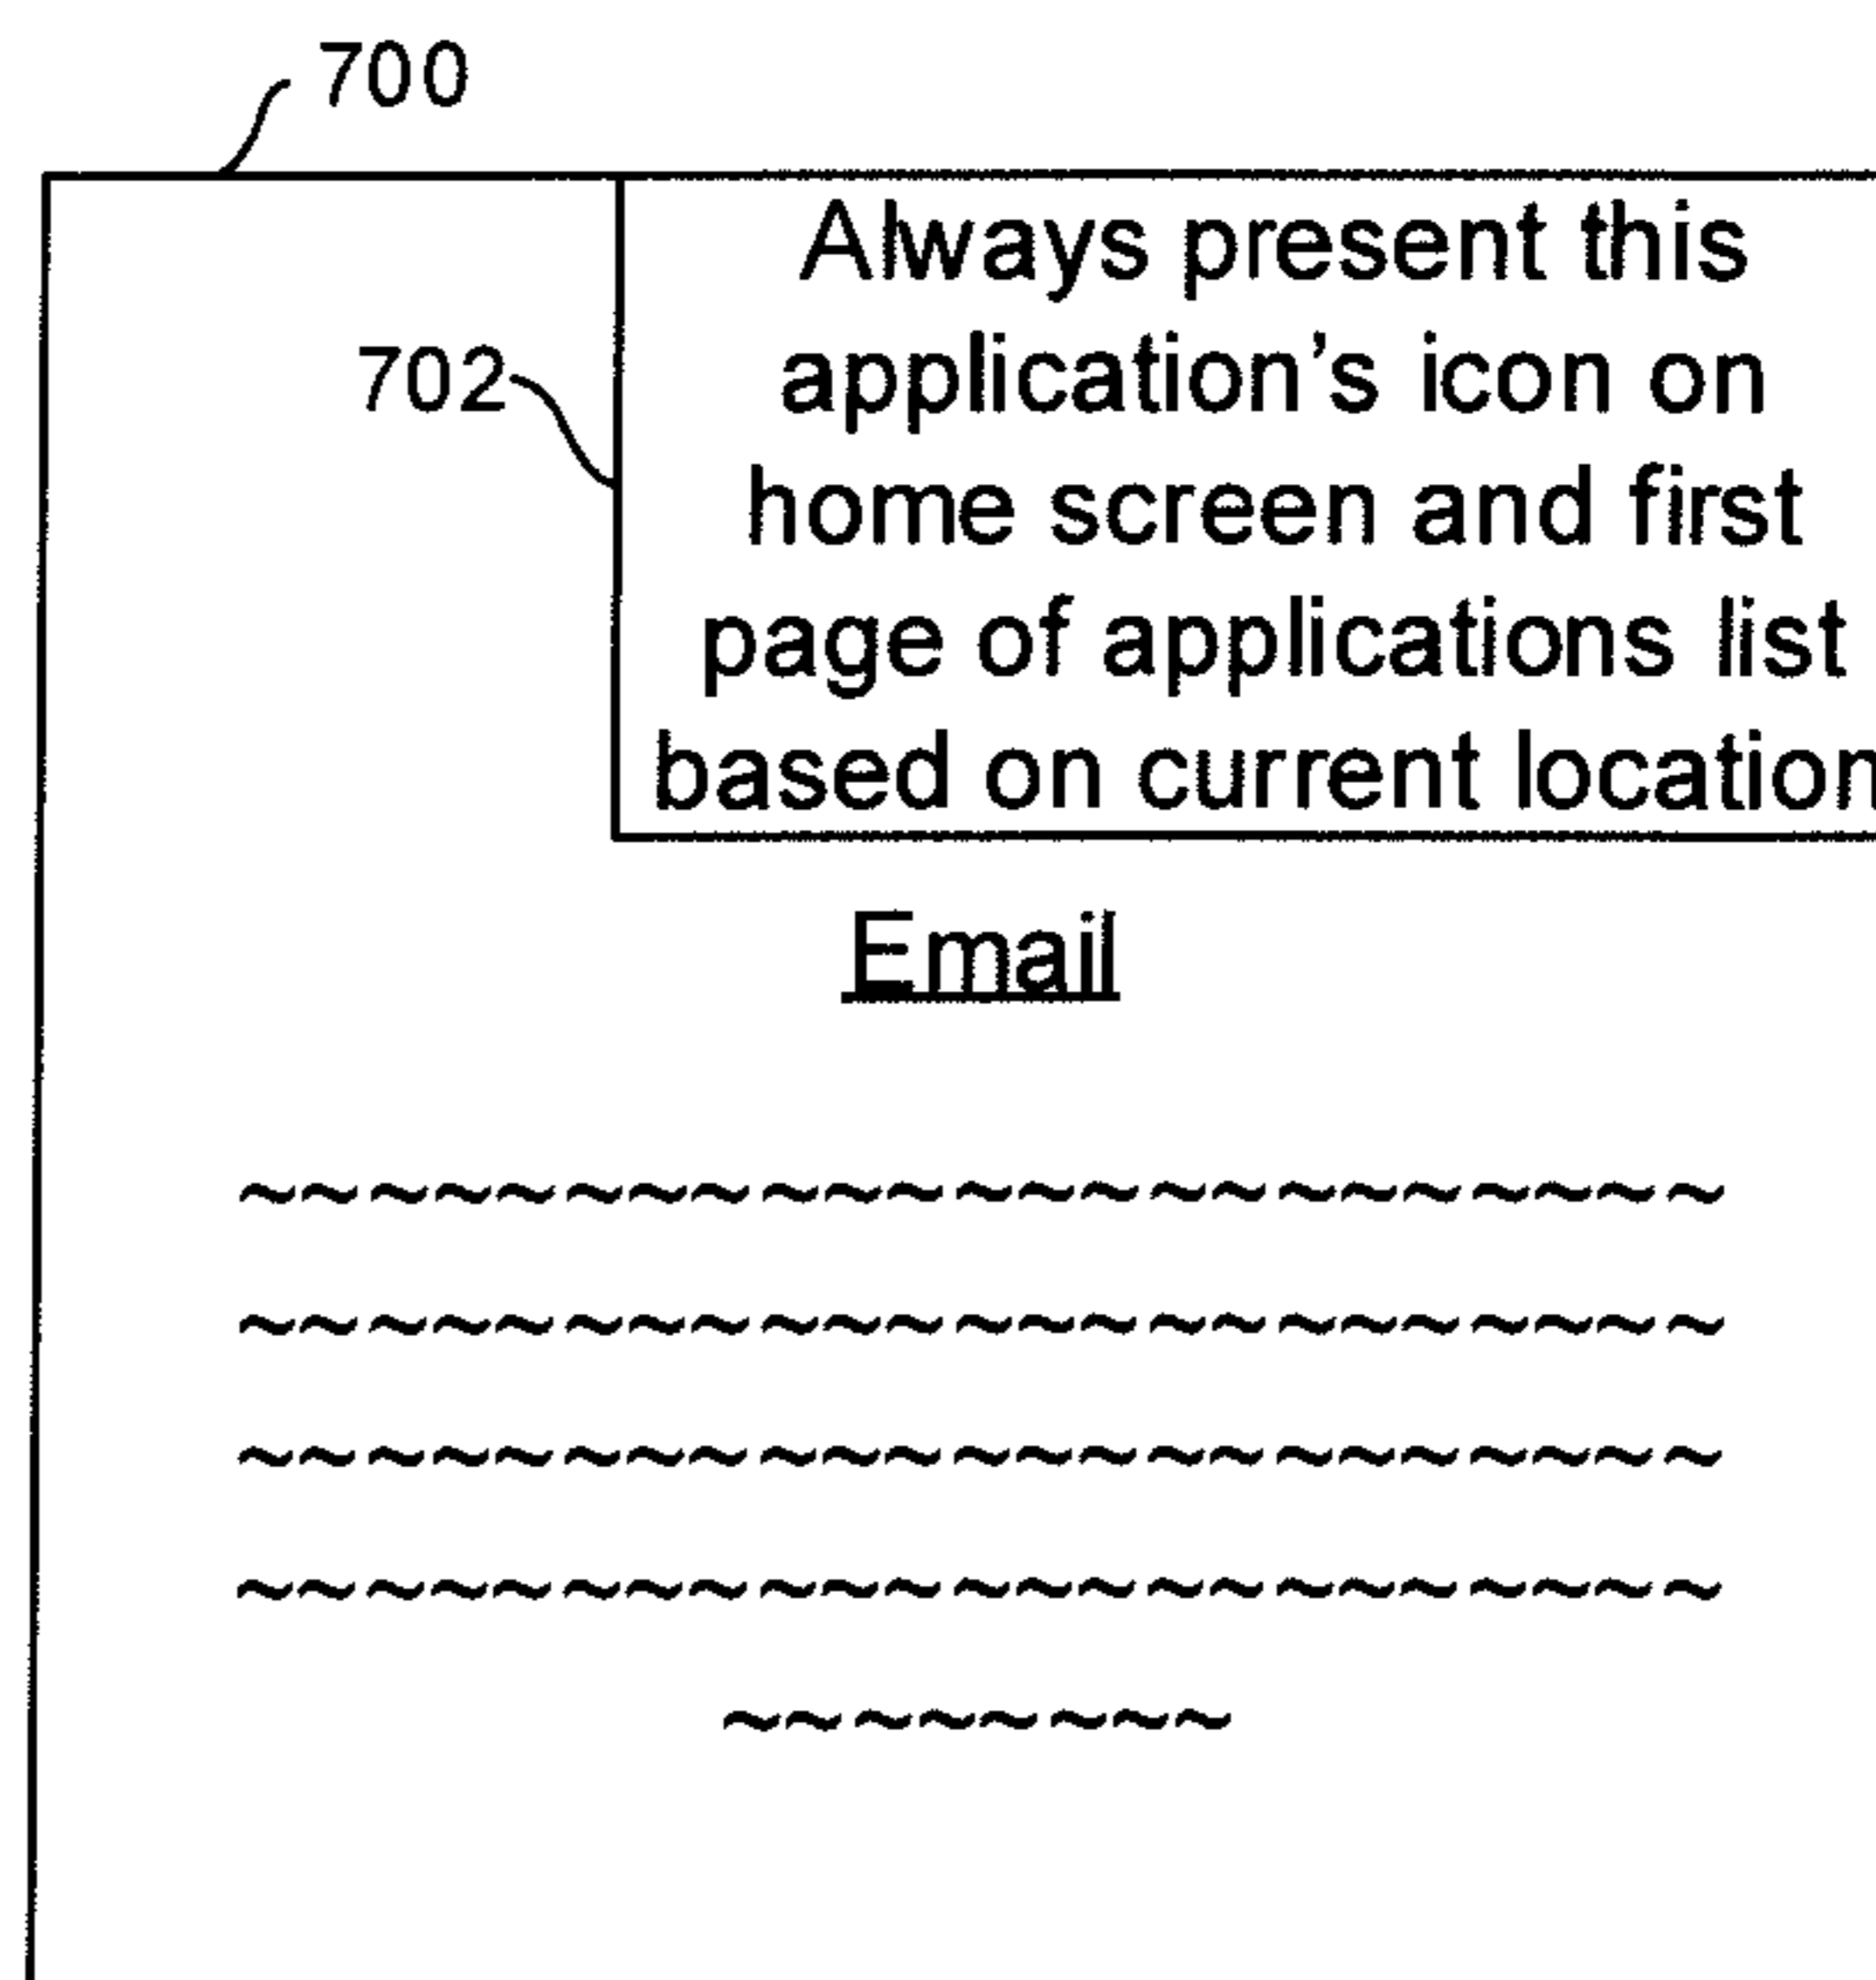 700
Always present this
702
application's icon on
home screen and first
page of applications list
based on current location
Email
~~~~~~~~~~~~~~~~~~~~~~~
~~~~~~~~~~~~~~~~~~~~~~~
~~~~~~~~~~~~~~~~~~~~~~~
~~~~~~~~~~~~~~~~~~~~~~~
~~~~~~~~